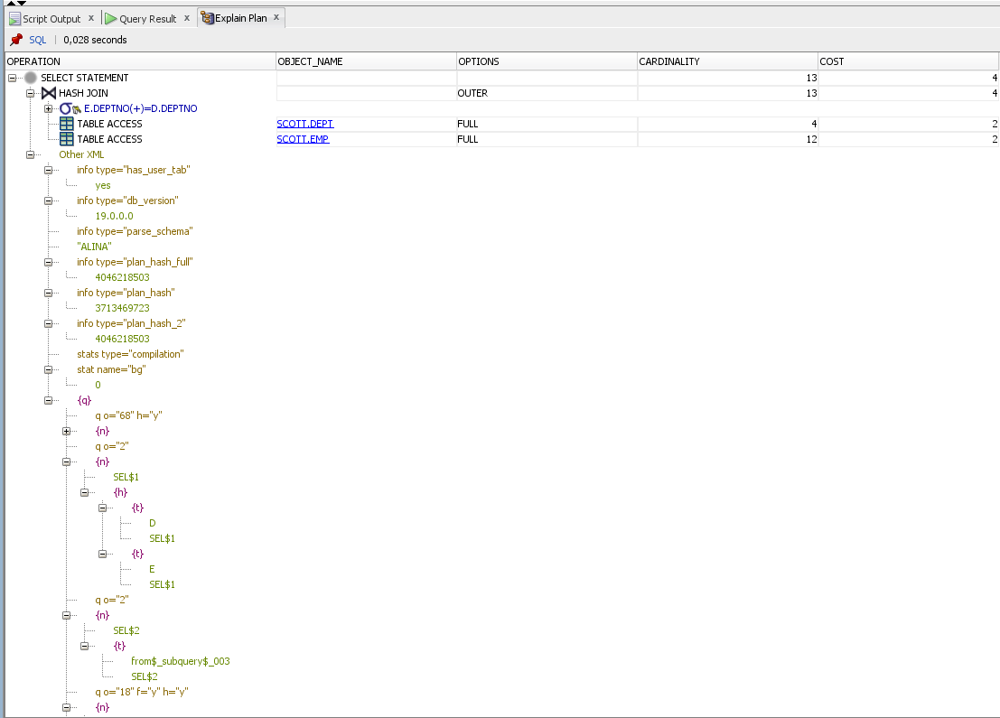 Script Output x Query Result x Explain Plan x
SQL | 0,028 seconds
OPERATION OBJECT_NAME OPTIONS CARDINALITY COST
SELECT STATEMENT 13 4
HASH JOIN OUTER 13 4
E.DEPTNO(+)=D.DEPTNO
TABLE ACCESS SCOTT.DEPT FULL 4 2
TABLE ACCESS SCOTT.EMP FULL 12 2
Other XML
info type="has_user_tab"
yes
info type="db_version"
19.0.0.0
info type="parse_schema"
"ALINA"
info type="plan_hash_full"
4046218503
info type="plan_hash"
3713469723
info type="plan_hash_2"
4046218503
stats type="compilation"
stat name="bg"
0
{q}
q o="68" h="y"
{n}
q o="2"
{n}
SEL$1
{h}
{t}
D
SEL$1
{t}
E
SEL$1
q o="2"
{n}
SEL$2
{t}
from$_subquery$_003
SEL$2
q o="18" f="y" h="y"
{n}